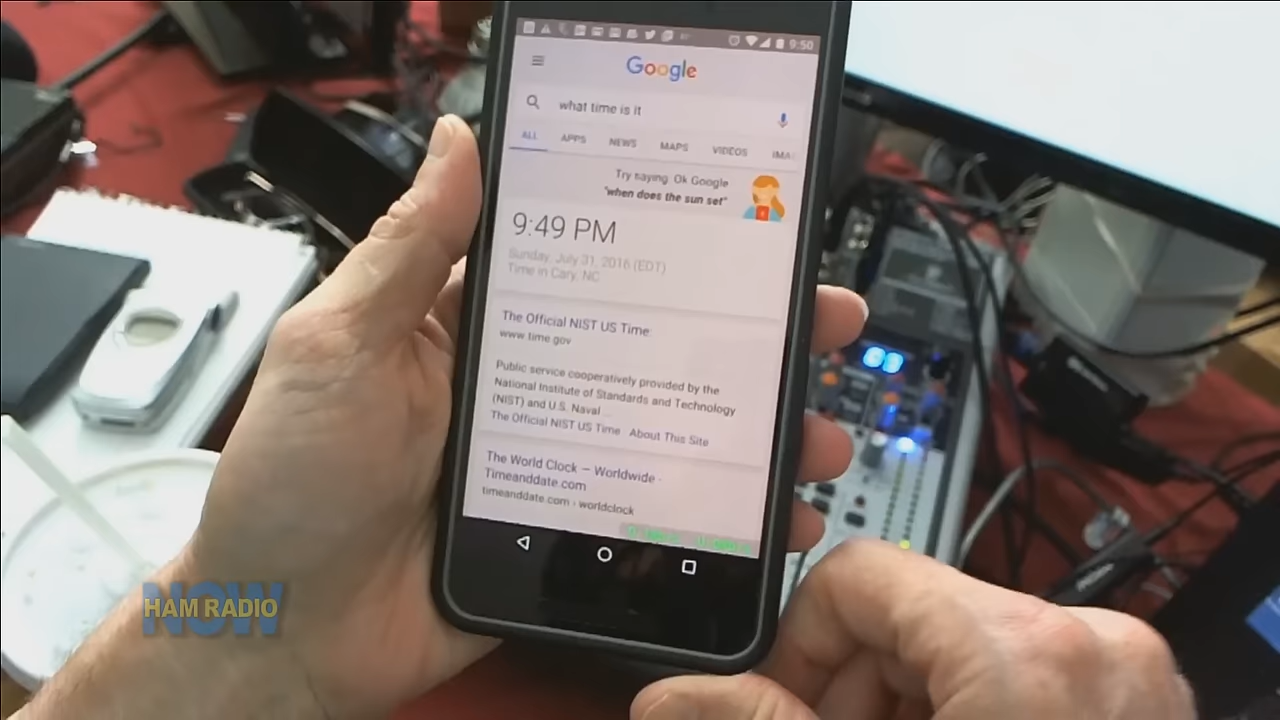 9:50
Google
what time is it
ALL APPS NEWS MAPS VIDEOS IMA
Try saying Ok Google
"when does the sun set"
9:49 PM
Sunday, July 31, 2016 (EDT)
Time in Cary, NC
The Official NIST US Time:
www.time.gov
Public service cooperatively provided by the
National Institute of Standards and Technology
(NIST) and U.S. Naval ...
The Official NIST US Time · About This Site
The World Clock — Worldwide -
Timeanddate.com
timeanddate.com › worldclock
HAM RADIO
NOW